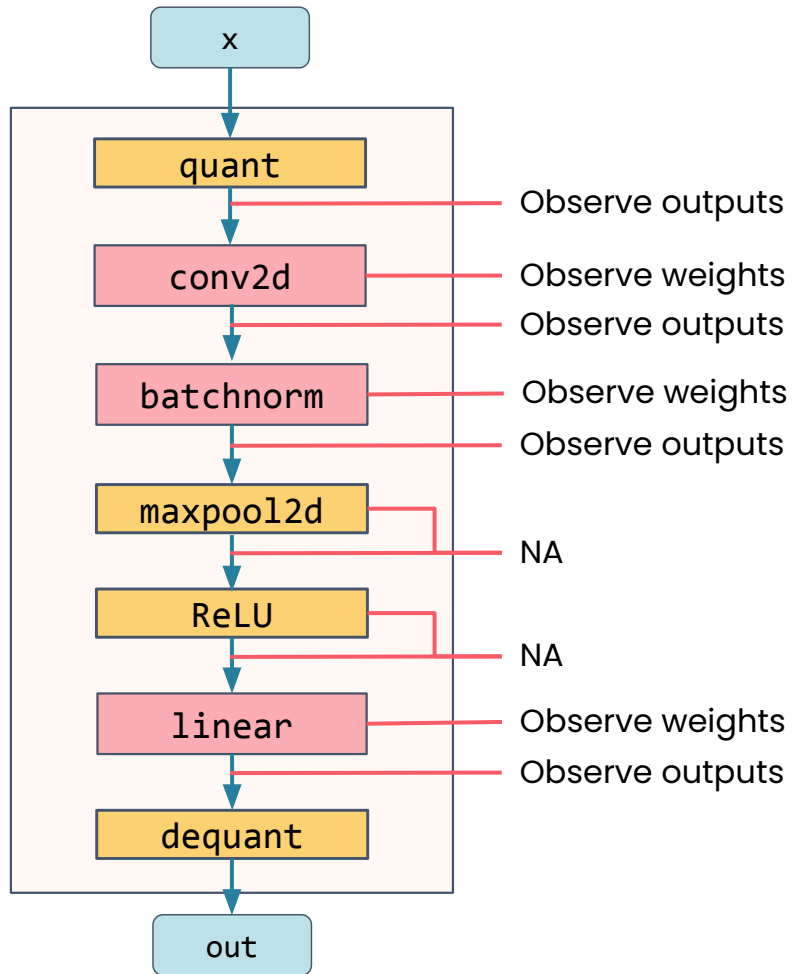 x
quant
Observe outputs
conv2d
Observe weights
Observe outputs
batchnorm
Observe weights
Observe outputs
maxpool2d
NA
ReLU
NA
linear
Observe weights
Observe outputs
dequant
out